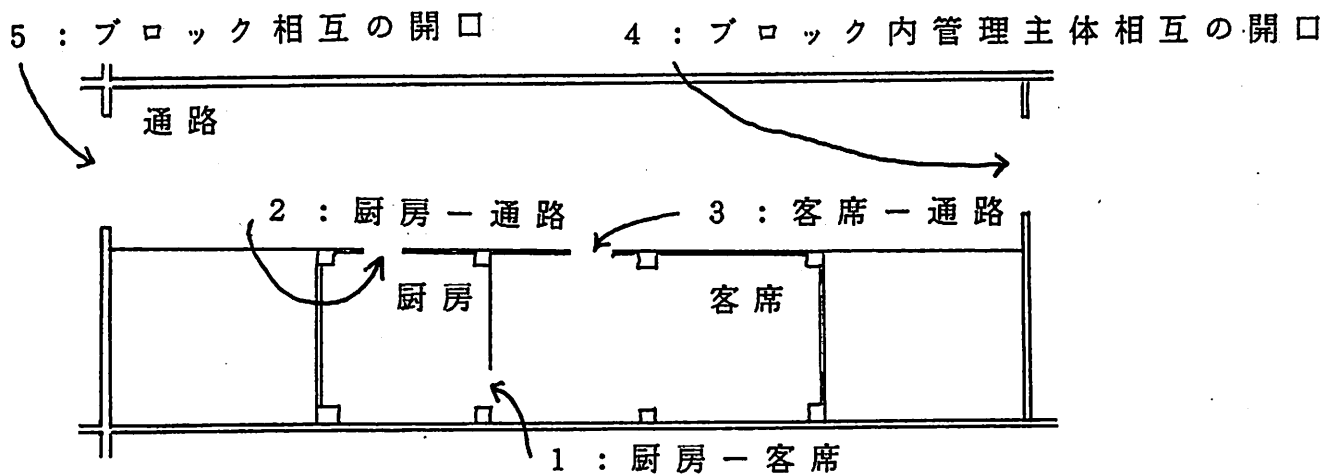 5：ブロック相互の開口
4：ブロック内管理主体相互の開口
通路
2：厨房－通路
3：客席－通路
厨房
客席
1：厨房－客席